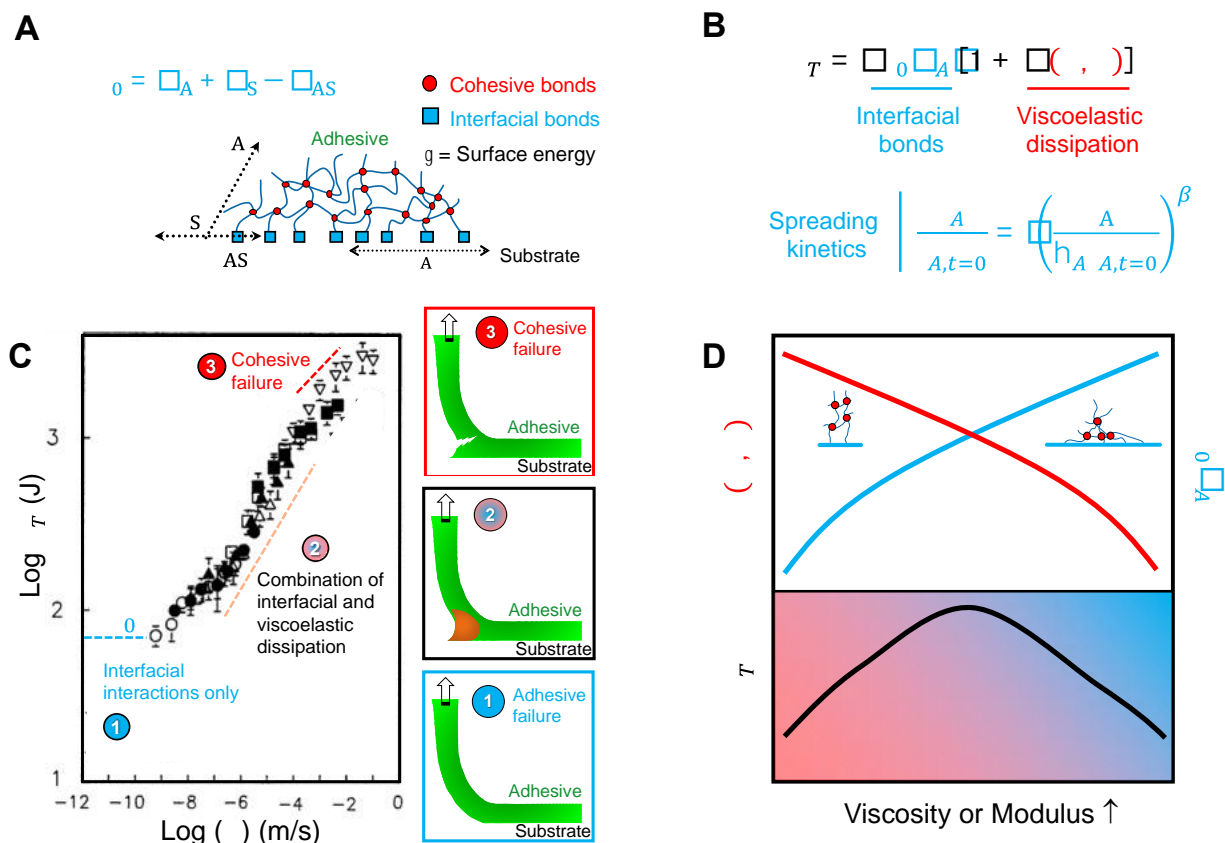 A
0 = □A + □S − □AS
Cohesive bonds
Interfacial bonds
Adhesive
g = Surface energy
A
S
AS
A
Substrate
B
T = □ 0 □A □[1 + □( , )]
Interfacial
bonds
Viscoelastic
dissipation
Spreading
kinetics
A
A,t=0
= □(A
hA A,t=0)β
C
3
Cohesive
failure
2
Combination of
interfacial and
viscoelastic
dissipation
0
Interfacial
interactions only
1
Log T (J)
3
2
1
−12 −10 −8 −6 −4 −2 0
Log ( ) (m/s)
3
Cohesive
failure
Adhesive
Substrate
2
Adhesive
Substrate
1
Adhesive
failure
Adhesive
Substrate
D
( , )
0□A
T
Viscosity or Modulus ↑